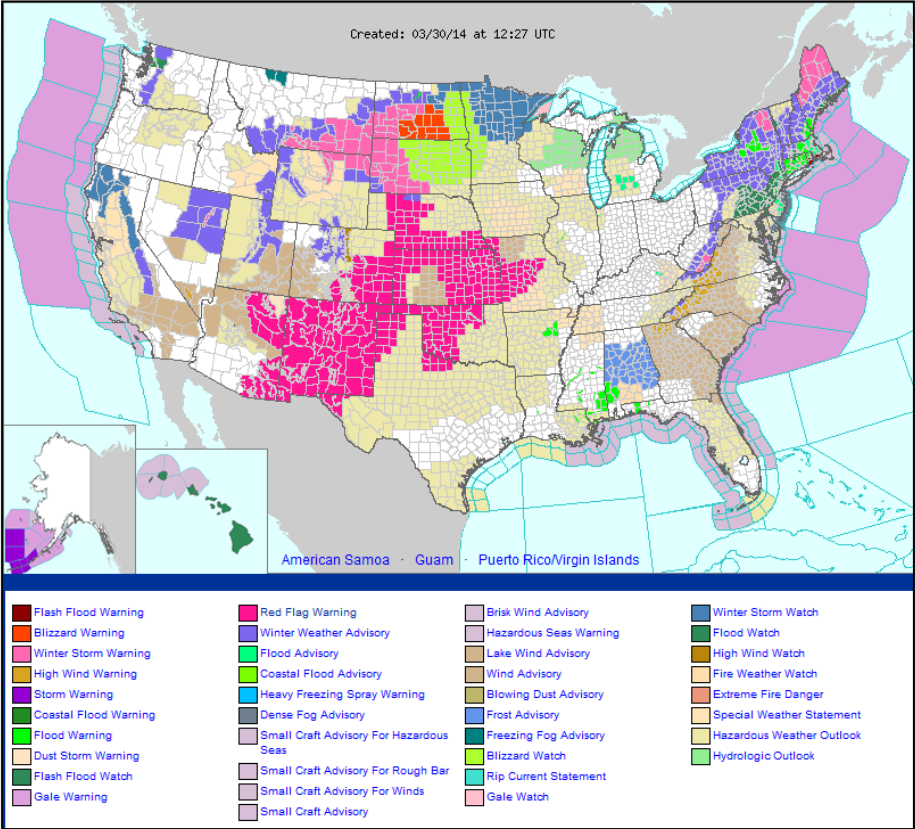 Created: 03/30/14 at 12:27 UTC
American Samoa - Guam - Puerto Rico/Virgin Islands
Flash Flood Warning
Blizzard Warning
Winter Storm Warning
High Wind Warning
Storm Warning
Coastal Flood Warning
Flood Warning
Dust Storm Warning
Flash Flood Watch
Gale Warning
Red Flag Warning
Winter Weather Advisory
Flood Advisory
Coastal Flood Advisory
Heavy Freezing Spray Warning
Dense Fog Advisory
Small Craft Advisory For Hazardous
Seas
Small Craft Advisory For Rough Bar
Small Craft Advisory For Winds
Small Craft Advisory
Brisk Wind Advisory
Hazardous Seas Warning
Lake Wind Advisory
Wind Advisory
Blowing Dust Advisory
Frost Advisory
Freezing Fog Advisory
Blizzard Watch
Rip Current Statement
Gale Watch
Winter Storm Watch
Flood Watch
High Wind Watch
Fire Weather Watch
Extreme Fire Danger
Special Weather Statement
Hazardous Weather Outlook
Hydrologic Outlook